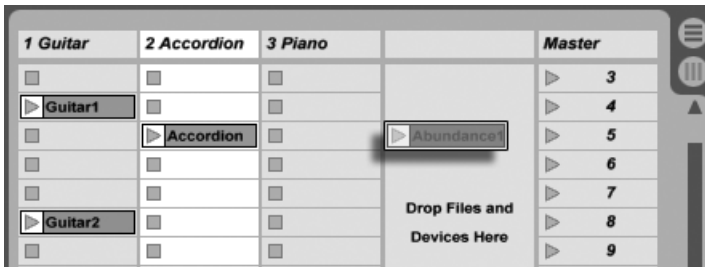 1 Guitar 2 Accordion 3 Piano Master
3
Guitar1 4
Accordion Abundance1 5
6
7
Drop Files and
Guitar2 8
Devices Here
9